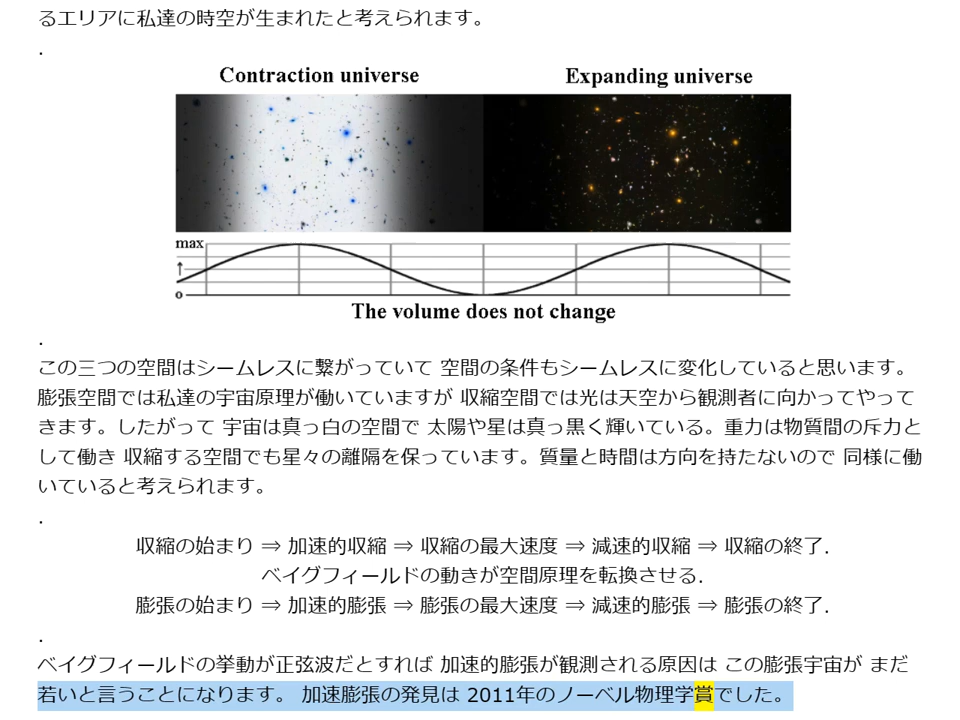 るエリアに私達の時空が生まれたと考えられます。
.
Contraction universe Expanding universe
max
↑
o
The volume does not change
.
この三つの空間はシームレスに繋がっていて 空間の条件もシームレスに変化していると思います。
膨張空間では私達の宇宙原理が働いていますが 収縮空間では光は天空から観測者に向かってやって
きます。したがって 宇宙は真っ白の空間で 太陽や星は真っ黒く輝いている。重力は物質間の斥力と
して働き 収縮する空間でも星々の離隔を保っています。質量と時間は方向を持たないので 同様に働
いていると考えられます。
.
収縮の始まり ⇒ 加速的収縮 ⇒ 収縮の最大速度 ⇒ 減速的収縮 ⇒ 収縮の終了.
ベイグフィールドの動きが空間原理を転換させる.
膨張の始まり ⇒ 加速的膨張 ⇒ 膨張の最大速度 ⇒ 減速的膨張 ⇒ 膨張の終了.
.
ベイグフィールドの挙動が正弦波だとすれば 加速的膨張が観測される原因は この膨張宇宙が まだ
若いと言うことになります。 加速膨張の発見は 2011年のノーベル物理学賞でした。